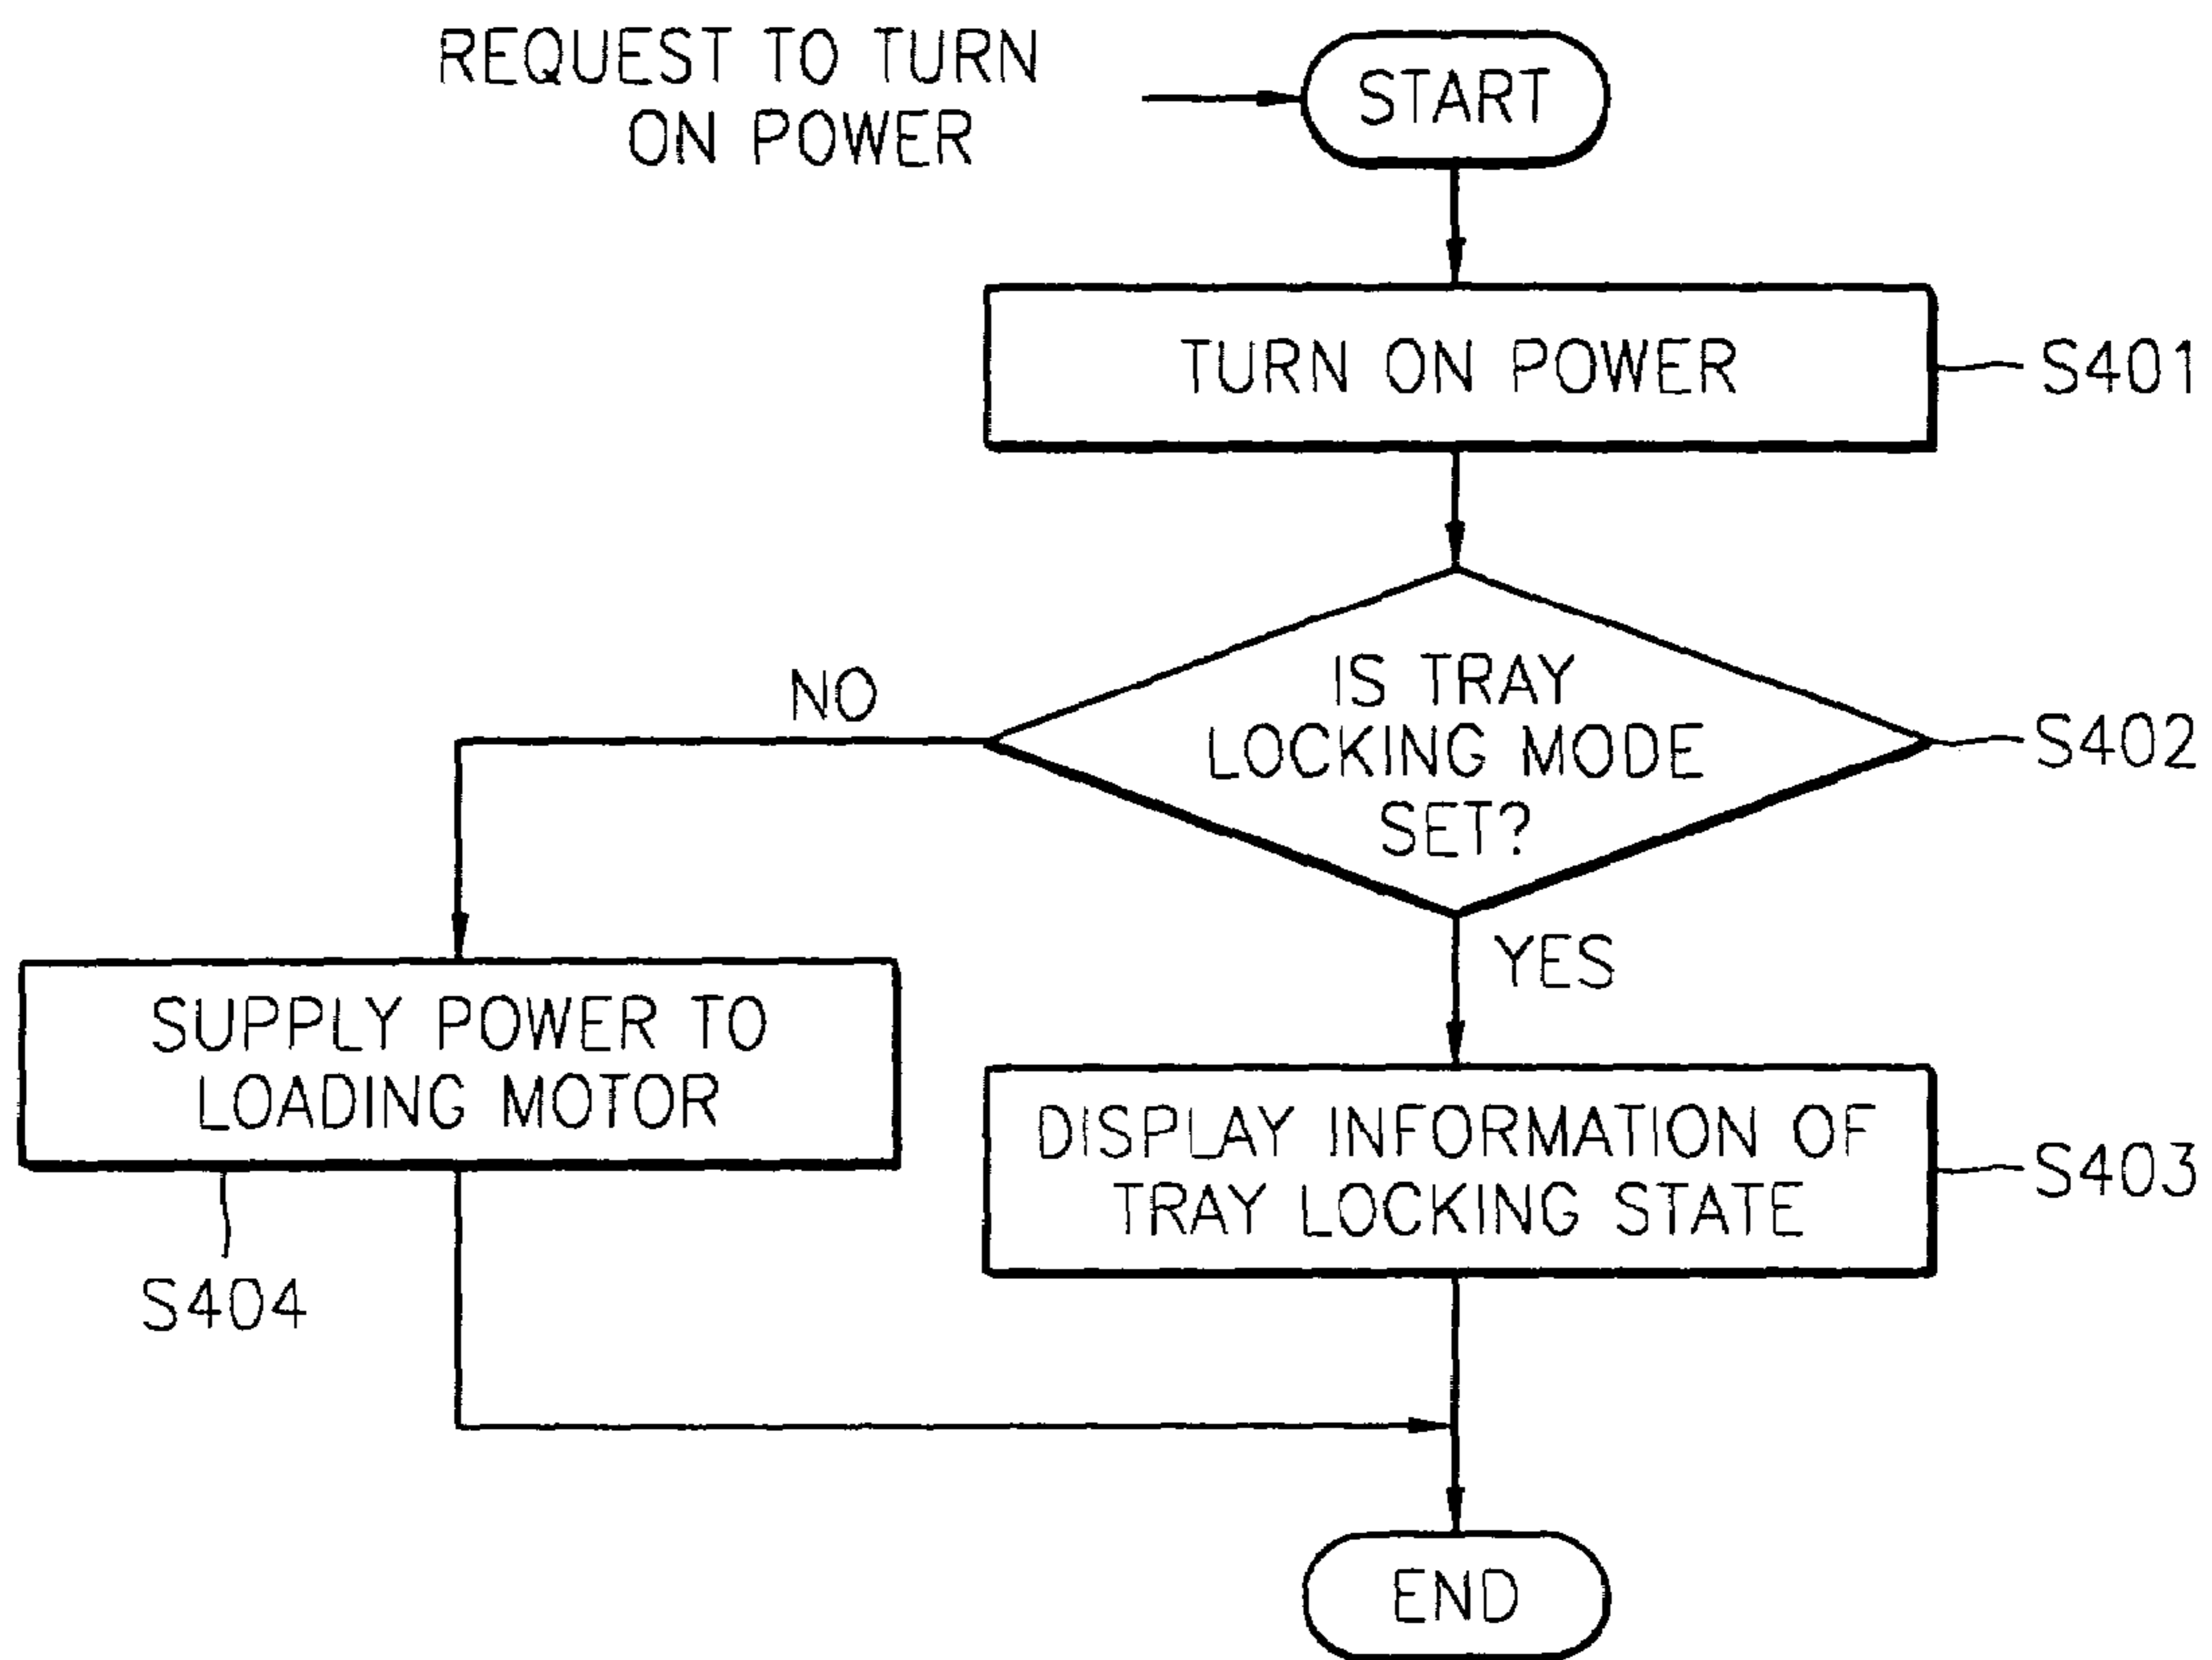 REQUEST TO TURN
ON POWER
START
TURN ON POWER
S401
IS TRAY
LOCKING MODE
SET?
S402
NO
YES
SUPPLY POWER TO
LOADING MOTOR
S404
DISPLAY INFORMATION OF
TRAY LOCKING STATE
S403
END